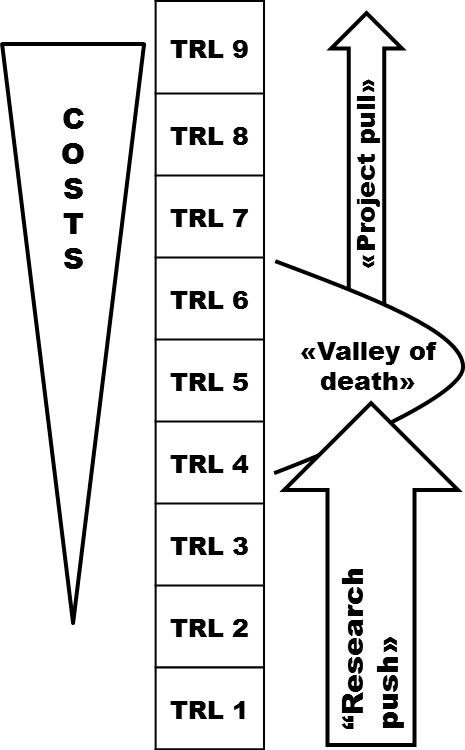 COSTS
TRL 9
TRL 8
TRL 7
TRL 6
TRL 5
TRL 4
TRL 3
TRL 2
TRL 1
«Project pull»
«Valley of
death»
“Research
push»